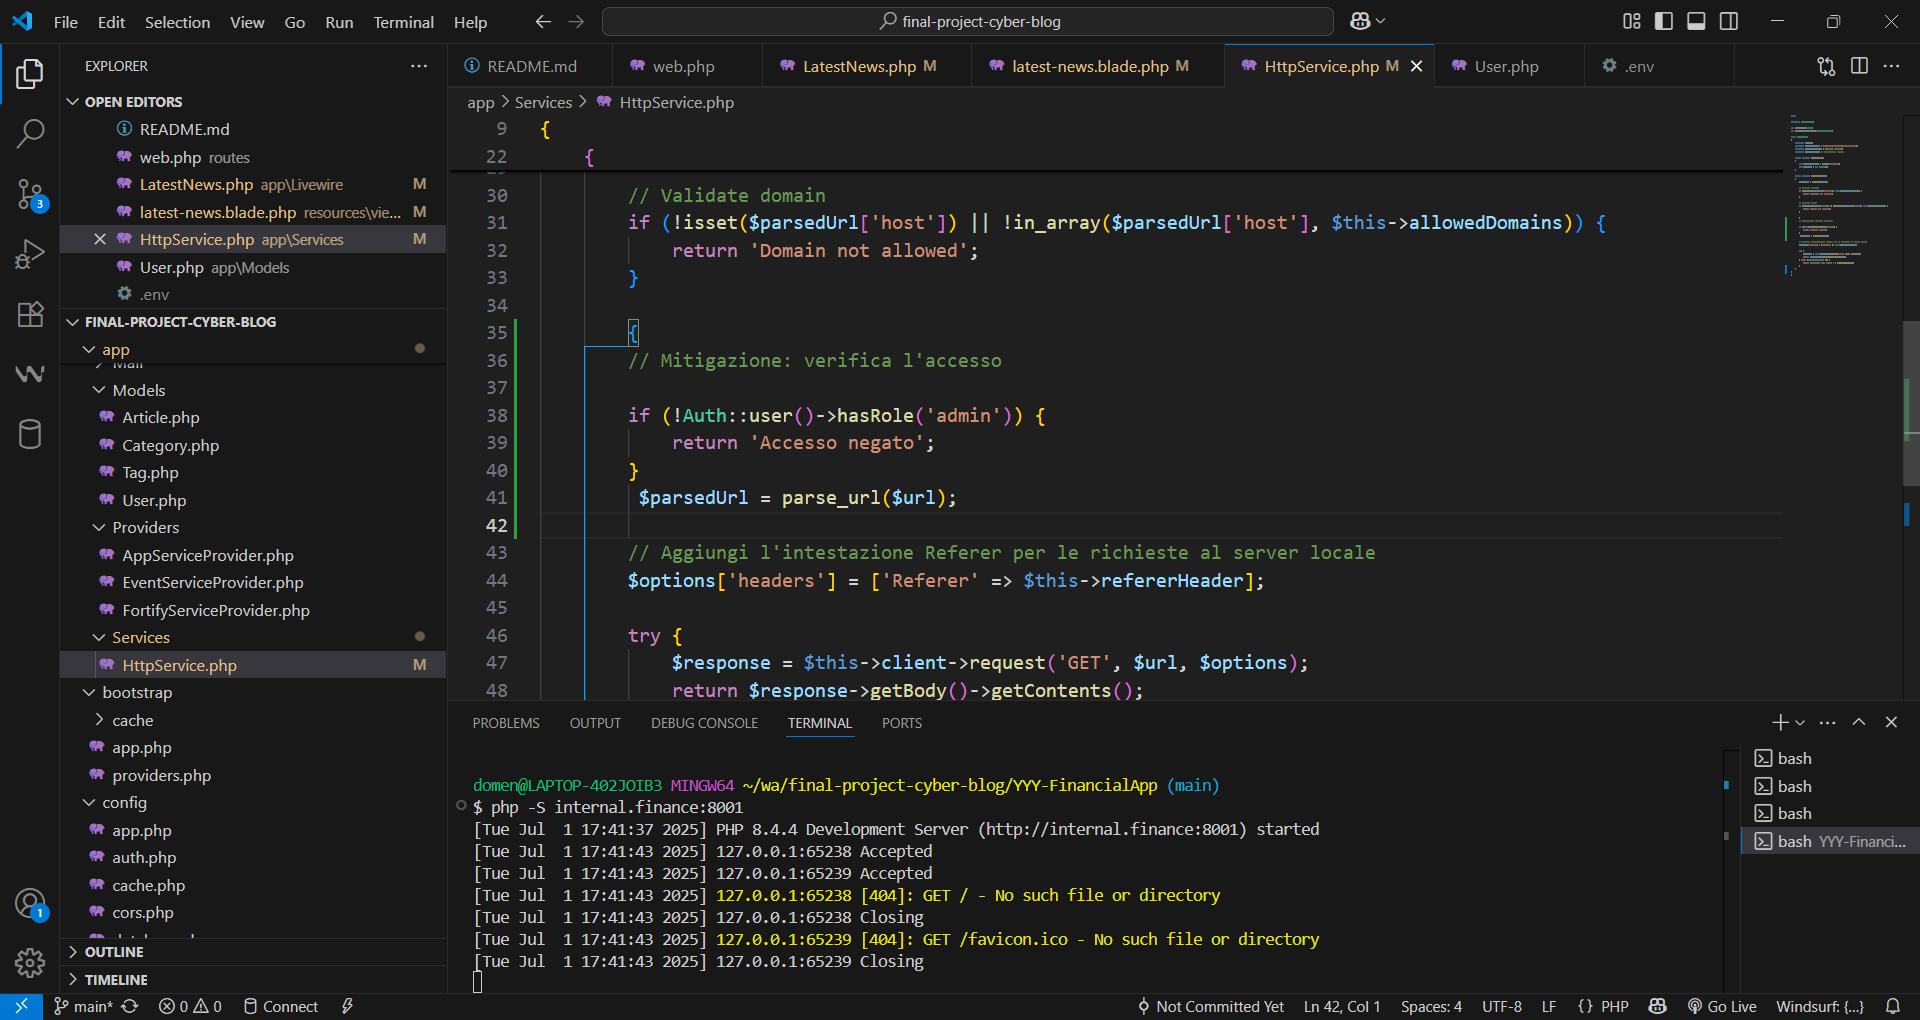 File Edit Selection View Go Run Terminal Help
final-project-cyber-blog
EXPLORER
OPEN EDITORS
README.md
web.php routes
LatestNews.php app\Livewire M
latest-news.blade.php resources\vie... M
HttpService.php app\Services M
User.php app\Models
.env
FINAL-PROJECT-CYBER-BLOG
app
Mail
Models
Article.php
Category.php
Tag.php
User.php
Providers
AppServiceProvider.php
EventServiceProvider.php
FortifyServiceProvider.php
Services
HttpService.php M
bootstrap
cache
app.php
providers.php
config
app.php
auth.php
cache.php
cors.php
OUTLINE
TIMELINE
3
1
README.md web.php LatestNews.php M latest-news.blade.php M HttpService.php M User.php .env
app > Services > HttpService.php
9 {
22 {
30 // Validate domain
31 if (!isset($parsedUrl['host']) || !in_array($parsedUrl['host'], $this->allowedDomains)) {
32 return 'Domain not allowed';
33 }
34
35 {
36 // Mitigazione: verifica l'accesso
37
38 if (!Auth::user()->hasRole('admin')) {
39 return 'Accesso negato';
40 }
41 $parsedUrl = parse_url($url);
42
43 // Aggiungi l'intestazione Referer per le richieste al server locale
44 $options['headers'] = ['Referer' => $this->refererHeader];
45
46 try {
47 $response = $this->client->request('GET', $url, $options);
48 return $response->getBody()->getContents();
PROBLEMS OUTPUT DEBUG CONSOLE TERMINAL PORTS
domen@LAPTOP-402JOIB3 MINGW64 ~/wa/final-project-cyber-blog/YYY-FinancialApp (main)
$ php -S internal.finance:8001
[Tue Jul  1 17:41:37 2025] PHP 8.4.4 Development Server (http://internal.finance:8001) started
[Tue Jul  1 17:41:43 2025] 127.0.0.1:65238 Accepted
[Tue Jul  1 17:41:43 2025] 127.0.0.1:65239 Accepted
[Tue Jul  1 17:41:43 2025] 127.0.0.1:65238 [404]: GET / - No such file or directory
[Tue Jul  1 17:41:43 2025] 127.0.0.1:65238 Closing
[Tue Jul  1 17:41:43 2025] 127.0.0.1:65239 [404]: GET /favicon.ico - No such file or directory
[Tue Jul  1 17:41:43 2025] 127.0.0.1:65239 Closing
bash
bash
bash
bash YYY-Financi...
main* 0 0 Connect Not Committed Yet Ln 42, Col 1 Spaces: 4 UTF-8 LF {} PHP Go Live Windsurf: {...}